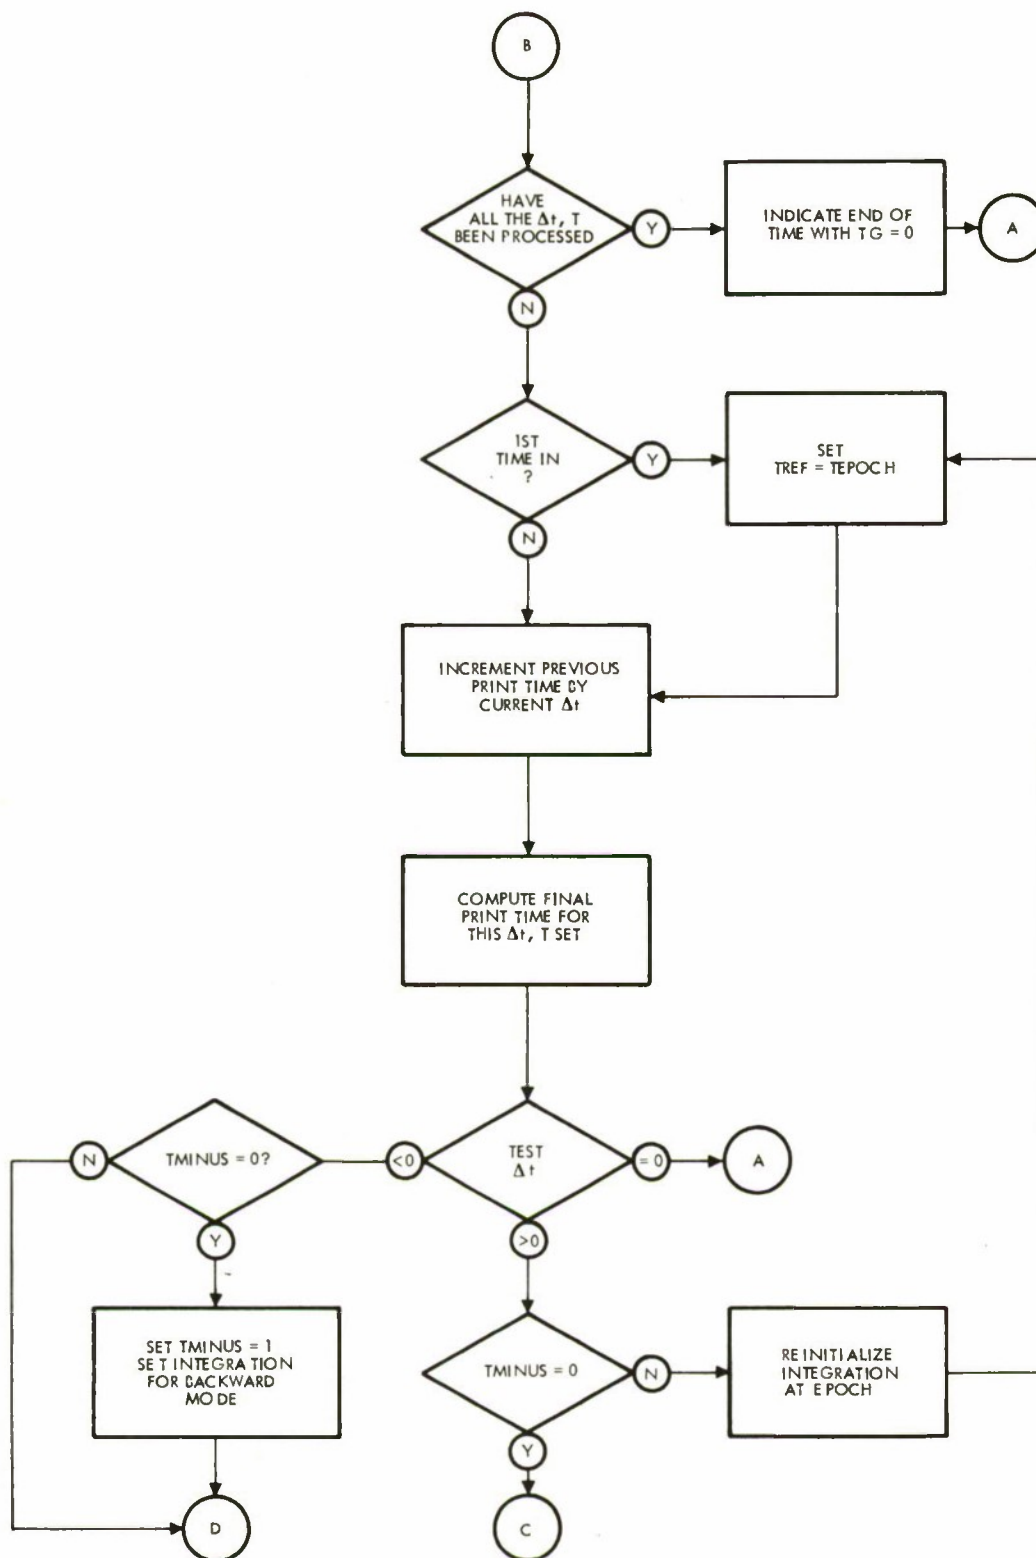 B
HAVE
ALL THE Δt, T
BEEN PROCESSED
Y
INDICATE END OF
TIME WITH TG = 0
A
N
1ST
TIME IN
?
Y
SET
TREF = TEPOCH
N
INCREMENT PREVIOUS
PRINT TIME BY
CURRENT Δt
COMPUTE FINAL
PRINT TIME FOR
THIS Δt, T SET
N
TMINUS = 0?
<0
TEST
Δt
= 0
A
Y
>0
SET TMINUS = 1
SET INTEGRATION
FOR BACKWARD
MODE
TMINUS = 0
N
REINITIALIZE
INTEGRATION
AT EPOCH
Y
D
C